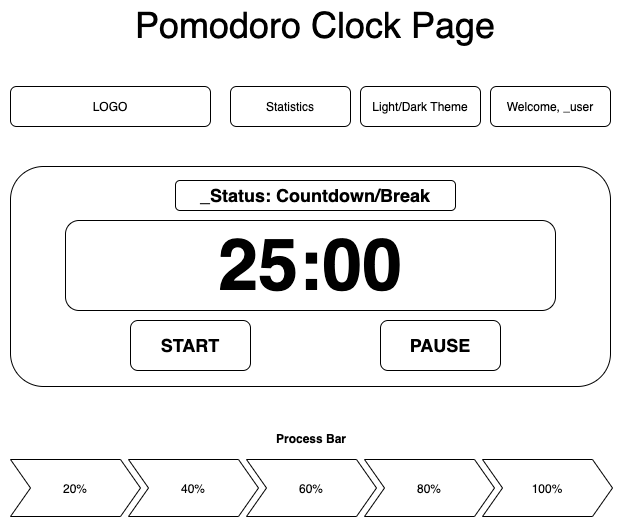 Pomodoro Clock Page
LOGO
Statistics
Light/Dark Theme
Welcome, _user
_Status: Countdown/Break
25:00
START
PAUSE
Process Bar
20%
40%
60%
80%
100%